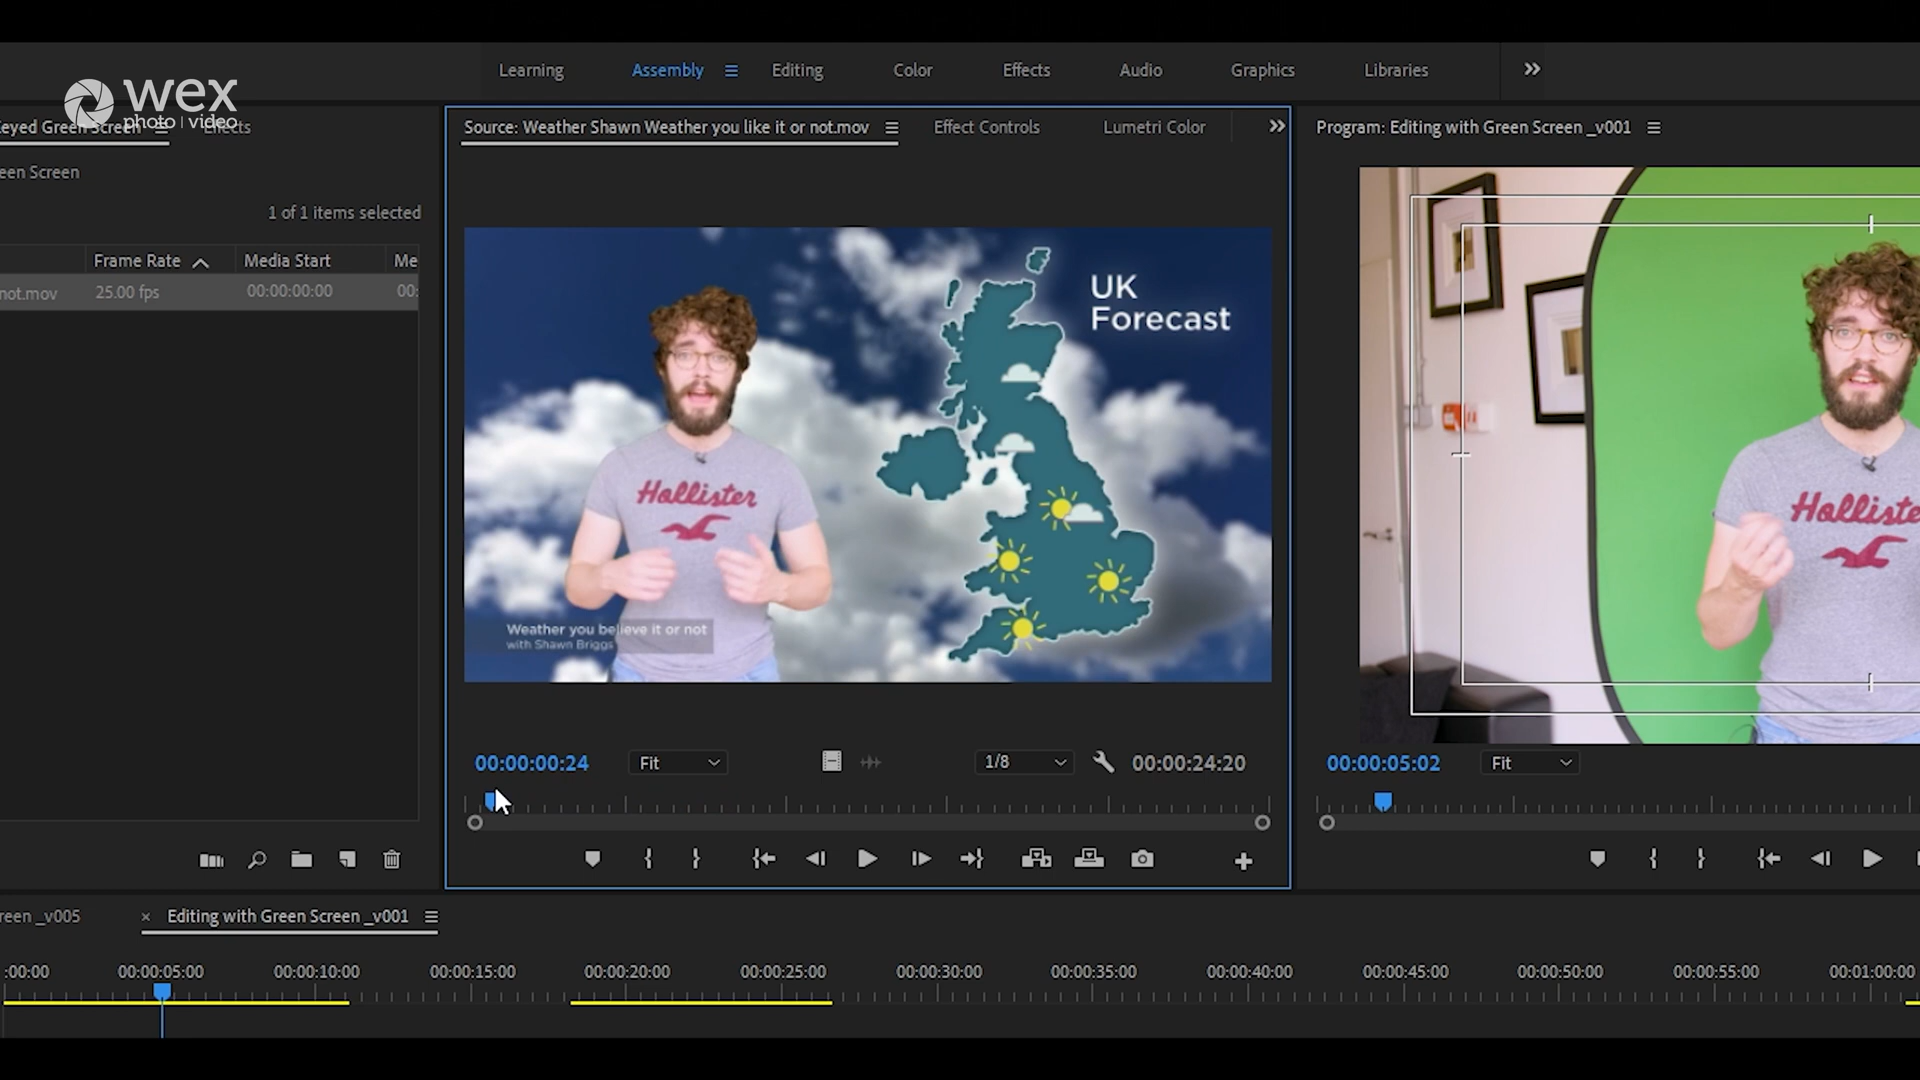 Learning Assembly Editing Color Effects Audio Graphics Libraries
wex
photo | video
eyed Green Screen Effects
Source: Weather Shawn Weather you like it or not.mov Effect Controls Lumetri Color
Program: Editing with Green Screen _v001
een Screen
1 of 1 items selected
Frame Rate Media Start Me
not.mov 25.00 fps 00:00:00:00 00:
UK
Forecast
Hollister
Holliste
Weather you believe it or not
with Shawn Briggs
00:00:00:24 Fit 1/8 00:00:24:20
00:00:05:02 Fit
reen _v005 × Editing with Green Screen _v001
:00:00 00:00:05:00 00:00:10:00 00:00:15:00 00:00:20:00 00:00:25:00 00:00:30:00 00:00:35:00 00:00:40:00 00:00:45:00 00:00:50:00 00:00:55:00 00:01:00:00